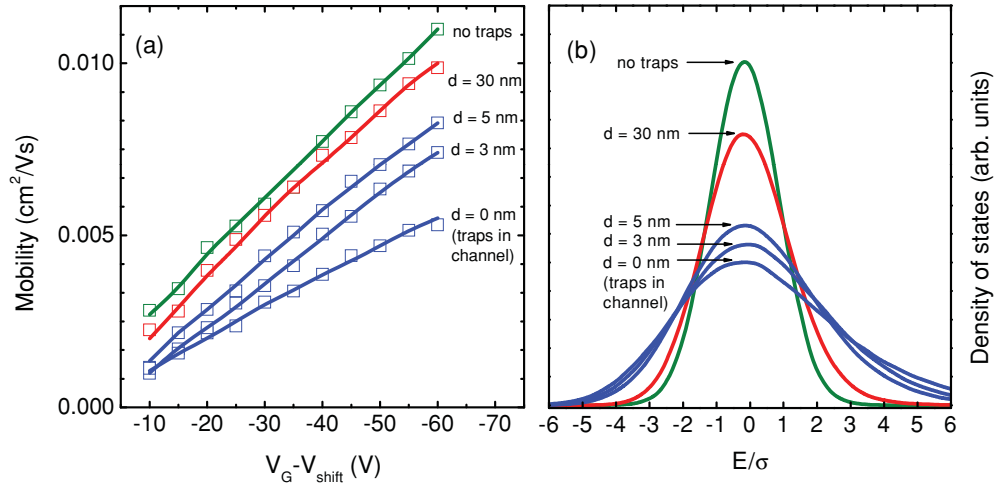 (a)
no traps
d = 30 nm
d = 5 nm
d = 3 nm
d = 0 nm
(traps in
channel)
0.010
0.005
0.000
Mobility (cm²/Vs)
-10 -20 -30 -40 -50 -60 -70
V_G-V_shift (V)
(b)
no traps
d = 30 nm
d = 5 nm
d = 3 nm
d = 0 nm
(traps in
channel)
-6 -5 -4 -3 -2 -1 0 1 2 3 4 5 6
E/σ
Density of states (arb. units)